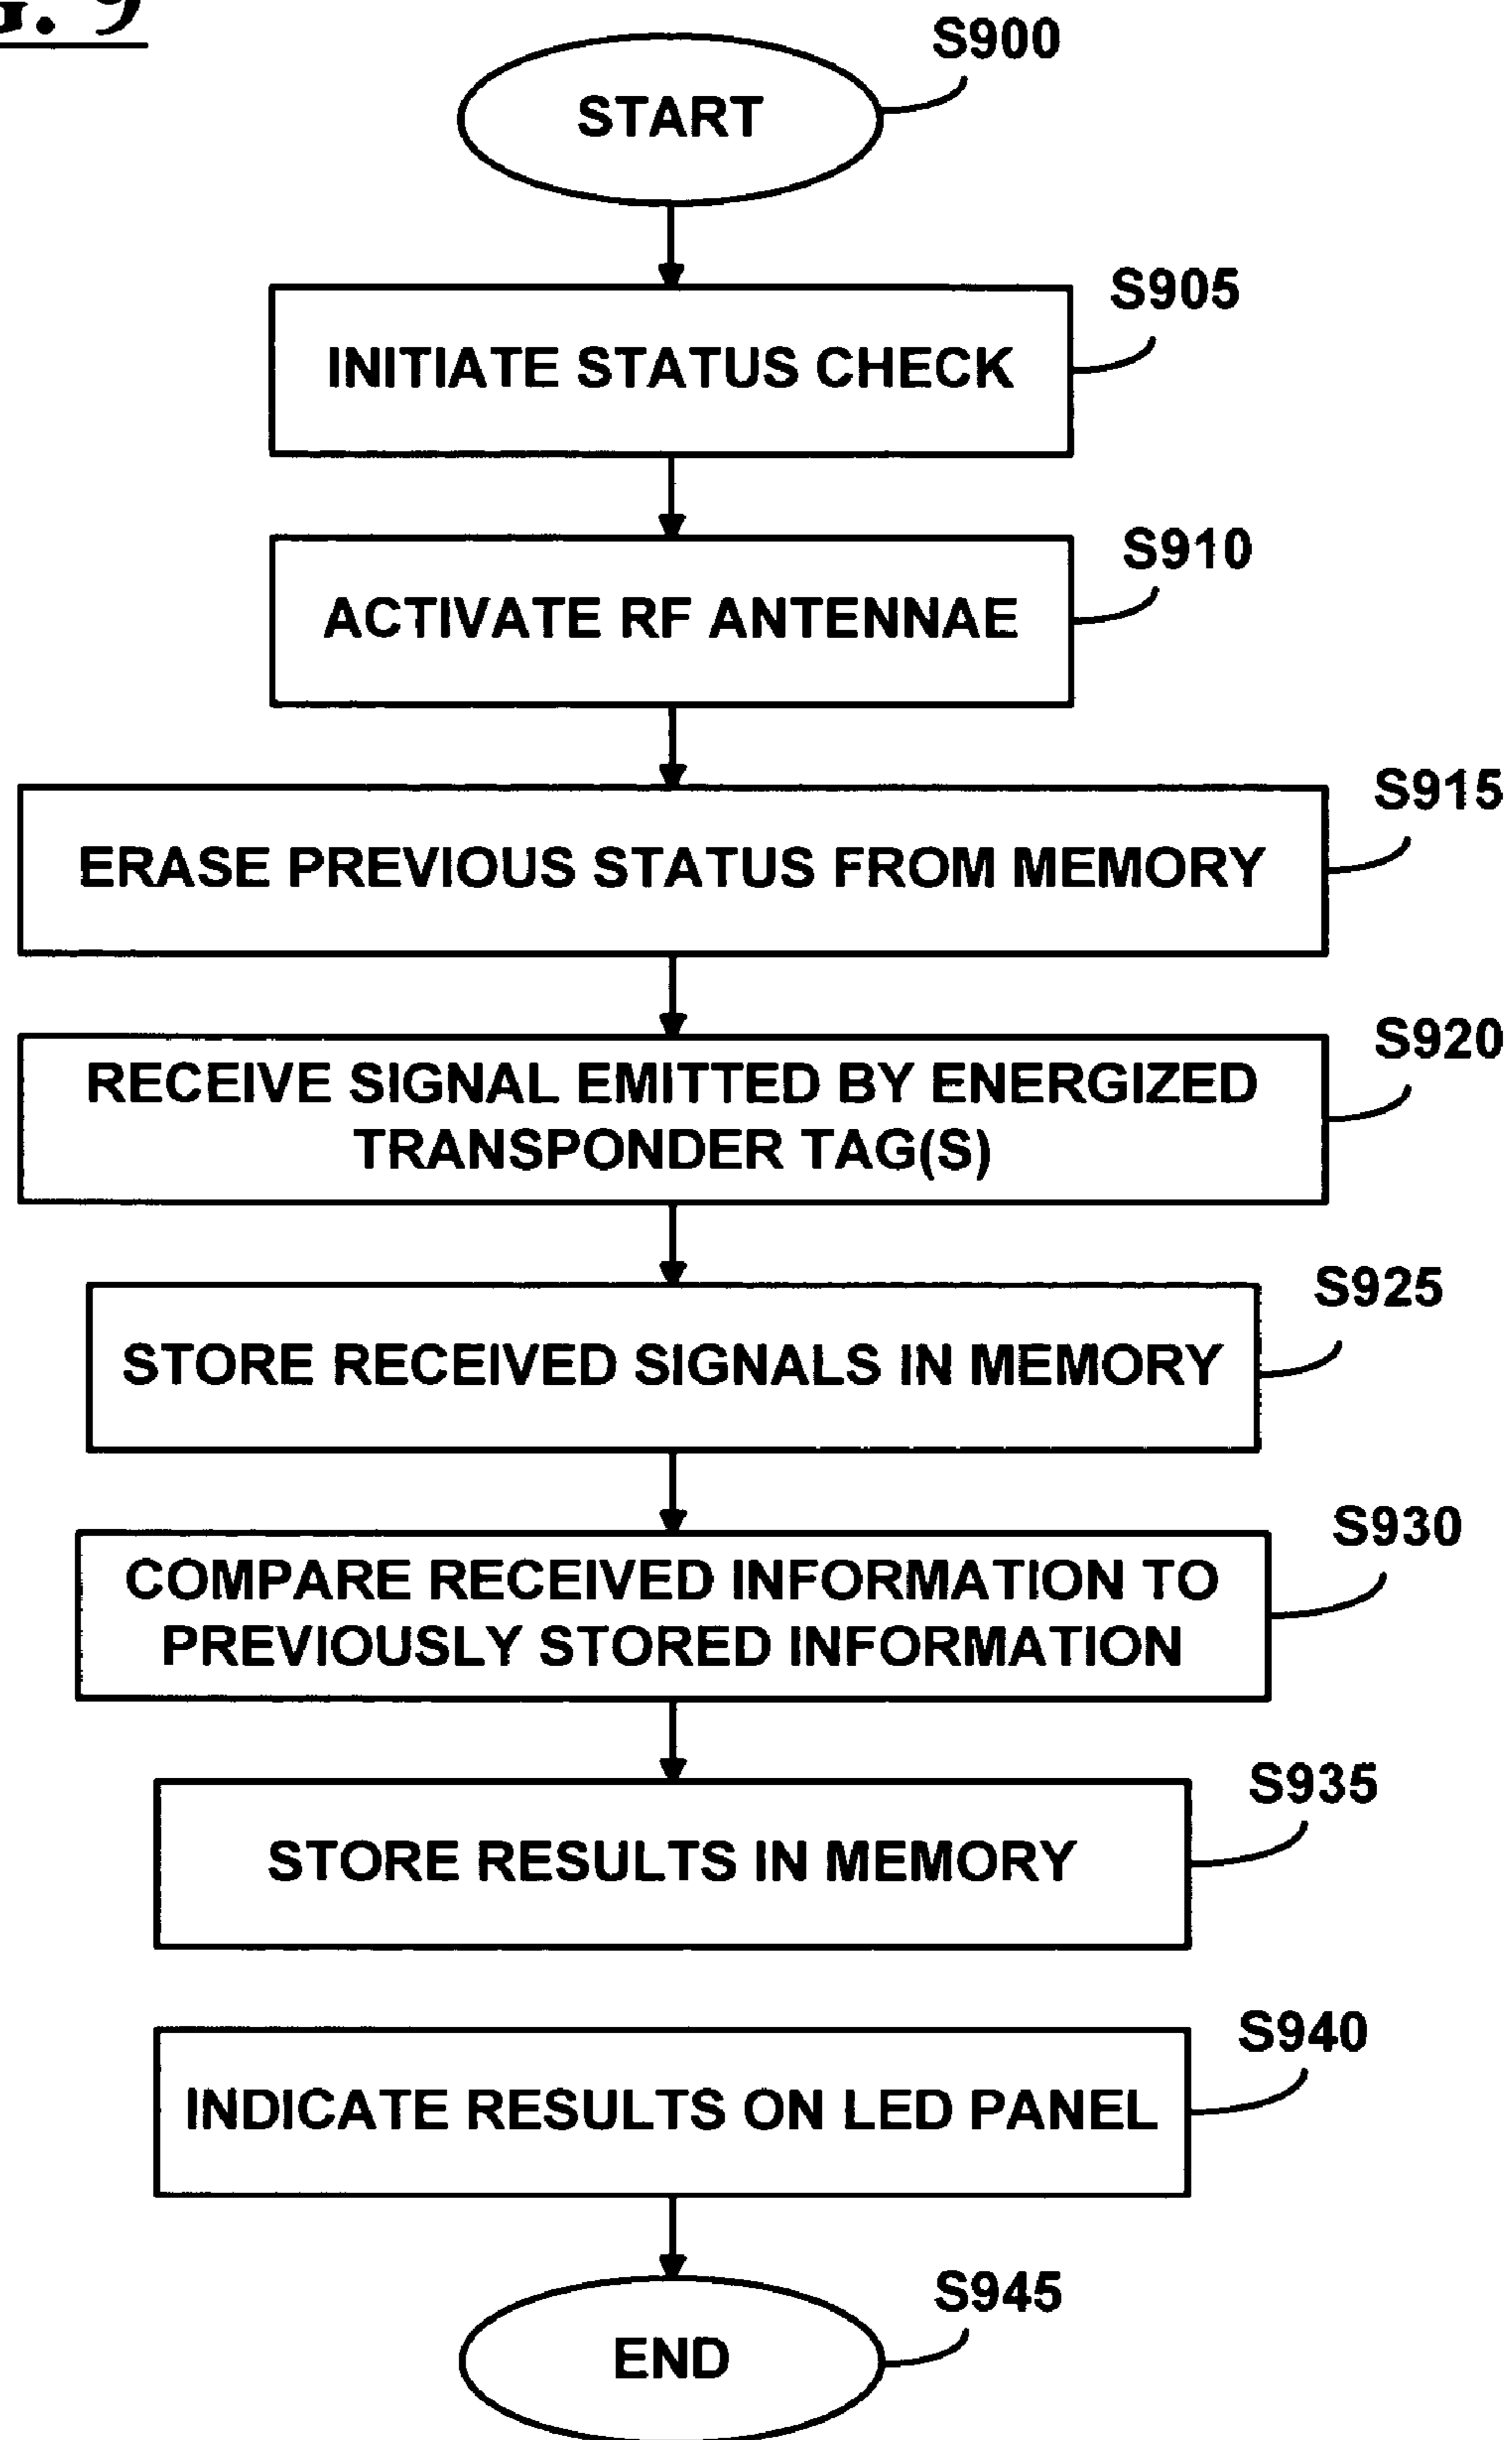 . 9
S900
START
S905
INITIATE STATUS CHECK
S910
ACTIVATE RF ANTENNAE
S915
ERASE PREVIOUS STATUS FROM MEMORY
S920
RECEIVE SIGNAL EMITTED BY ENERGIZED
TRANSPONDER TAG(S)
S925
STORE RECEIVED SIGNALS IN MEMORY
S930
COMPARE RECEIVED INFORMATION TO
PREVIOUSLY STORED INFORMATION
S935
STORE RESULTS IN MEMORY
S940
INDICATE RESULTS ON LED PANEL
S945
END